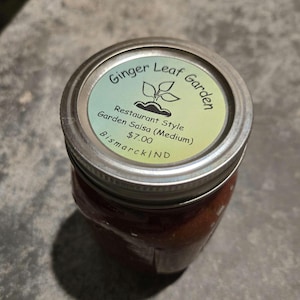 Ginger Leaf Garden
Restaurant Style
Garden Salsa (Medium)
$7.00
Bismarck|ND